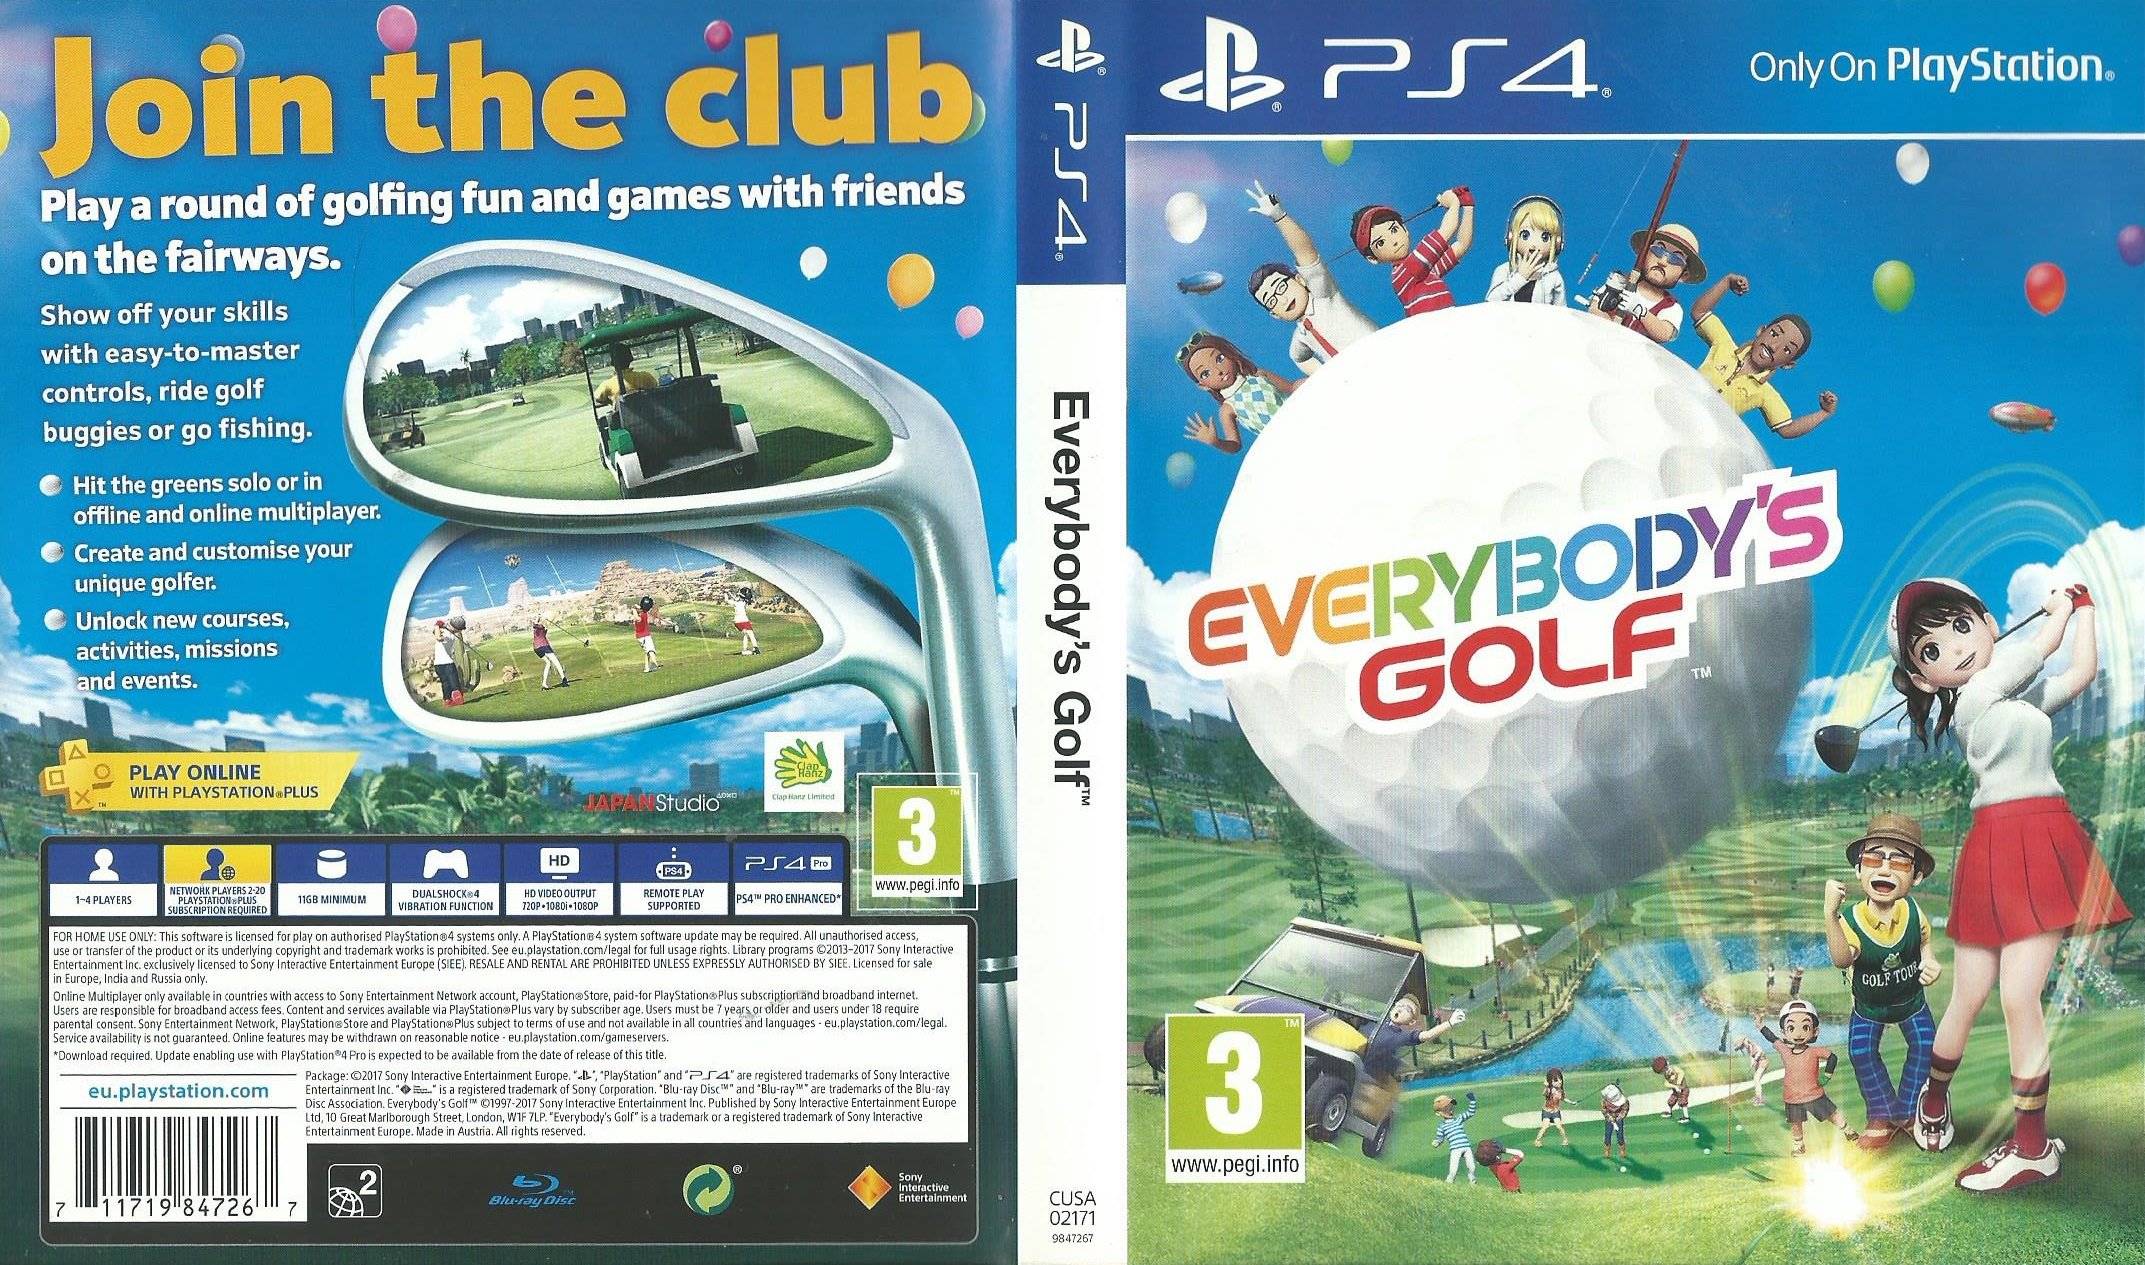 Join the club
Play a round of golfing fun and games with friends
on the fairways.
Show off your skills
with easy-to-master
controls, ride golf
buggies or go fishing.
Hit the greens solo or in
offline and online multiplayer.
Create and customise your
unique golfer.
Unlock new courses,
activities, missions
and events.
PLAY ONLINE
WITH PLAYSTATION®PLUS
JAPANStudio
Clap
Hanz
Clap Hanz Limited
3
www.pegi.info
1-4 PLAYERS
NETWORK PLAYERS 2-20
PLAYSTATION®PLUS
SUBSCRIPTION REQUIRED
11GB MINIMUM
DUALSHOCK®4
VIBRATION FUNCTION
HD
HD VIDEO OUTPUT
720P•1080i•1080P
PS4
REMOTE PLAY
SUPPORTED
PS4 Pro
PS4™ PRO ENHANCED*
FOR HOME USE ONLY: This software is licensed for play on authorised PlayStation®4 systems only. A PlayStation®4 system software update may be required. All unauthorised access,
use or transfer of the product or its underlying copyright and trademark works is prohibited. See eu.playstation.com/legal for full usage rights. Library programs ©2013-2017 Sony Interactive
Entertainment Inc. exclusively licensed to Sony Interactive Entertainment Europe (SIEE). RESALE AND RENTAL ARE PROHIBITED UNLESS EXPRESSLY AUTHORISED BY SIEE. Licensed for sale
in Europe, India and Russia only.
Online Multiplayer only available in countries with access to Sony Entertainment Network account, PlayStation®Store, paid-for PlayStation®Plus subscription and broadband internet.
Users are responsible for broadband access fees. Content and services available via PlayStation®Plus vary by subscriber age. Users must be 7 years or older and users under 18 require
parental consent. Sony Entertainment Network, PlayStation®Store and PlayStation®Plus subject to terms of use and not available in all countries and languages - eu.playstation.com/legal.
Service availability is not guaranteed. Online features may be withdrawn on reasonable notice - eu.playstation.com/gameservers.
*Download required. Update enabling use with PlayStation®4 Pro is expected to be available from the date of release of this title.
eu.playstation.com
Package: ©2017 Sony Interactive Entertainment Europe. "", "PlayStation" and "PS4" are registered trademarks of Sony Interactive
Entertainment Inc. "" is a registered trademark of Sony Corporation. "Blu-ray Disc™" and "Blu-ray™" are trademarks of the Blu-ray
Disc Association. Everybody's Golf™ ©1997-2017 Sony Interactive Entertainment Inc. Published by Sony Interactive Entertainment Europe
Ltd, 10 Great Marlborough Street, London, W1F 7LP. "Everybody's Golf" is a trademark or a registered trademark of Sony Interactive
Entertainment Europe. Made in Austria. All rights reserved.
7 11719 84726 7
2
Blu-ray Disc™
®
Sony
Interactive
Entertainment
PS4®
Everybody's Golf™
CUSA
02171
9847267
PS4®
Only On PlayStation®
EVERYBODY'S
GOLF™
GOLF TOUR
3™
www.pegi.info